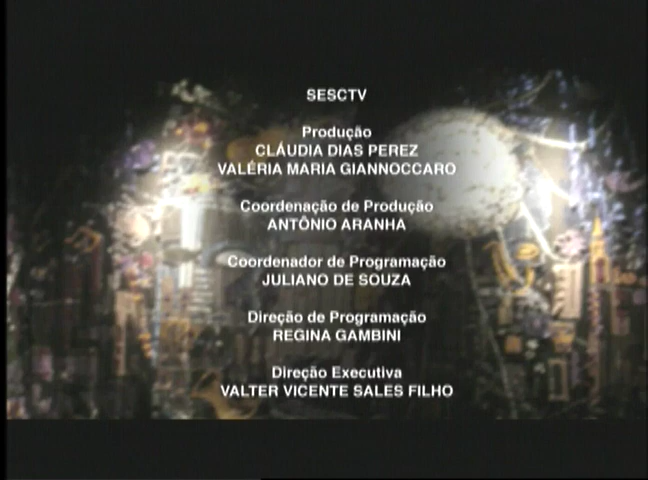 SESCTV
Produção
CLÁUDIA DIAS PEREZ
VALÉRIA MARIA GIANNOCCARO
Coordenação de Produção
ANTÔNIO ARANHA
Coordenador de Programação
JULIANO DE SOUZA
Direção de Programação
REGINA GAMBINI
Direção Executiva
VALTER VICENTE SALES FILHO